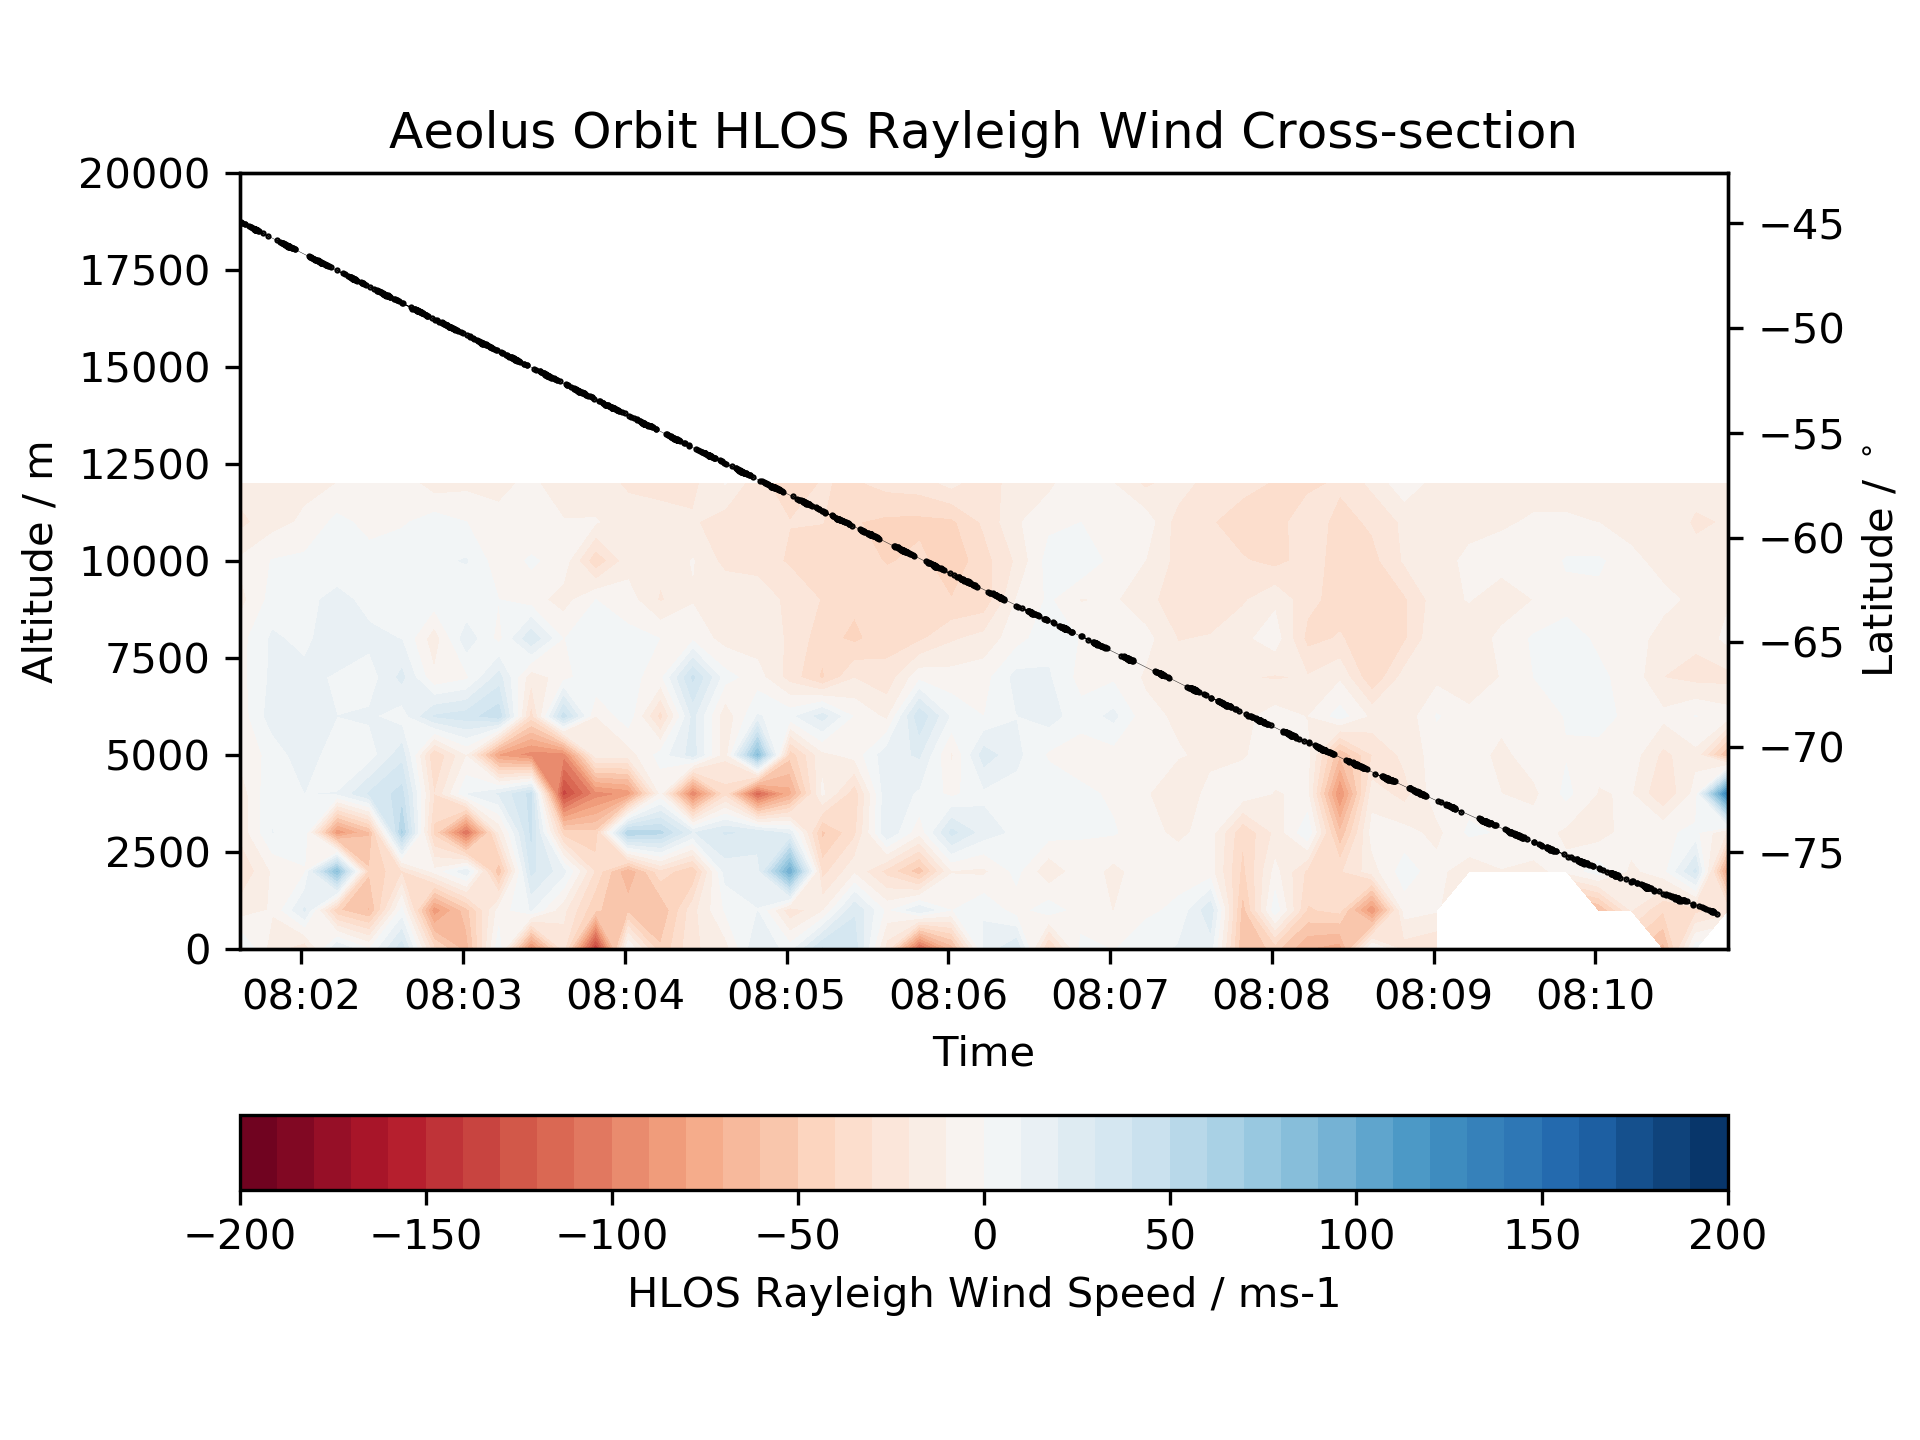 Aeolus Orbit HLOS Rayleigh Wind Cross-section
20000
17500
15000
12500
10000
7500
5000
2500
0
Altitude / m
−45
−50
−55
−60
−65
−70
−75
Latitude / °
08:02 08:03 08:04 08:05 08:06 08:07 08:08 08:09 08:10
Time
−200 −150 −100 −50 0 50 100 150 200
HLOS Rayleigh Wind Speed / ms-1